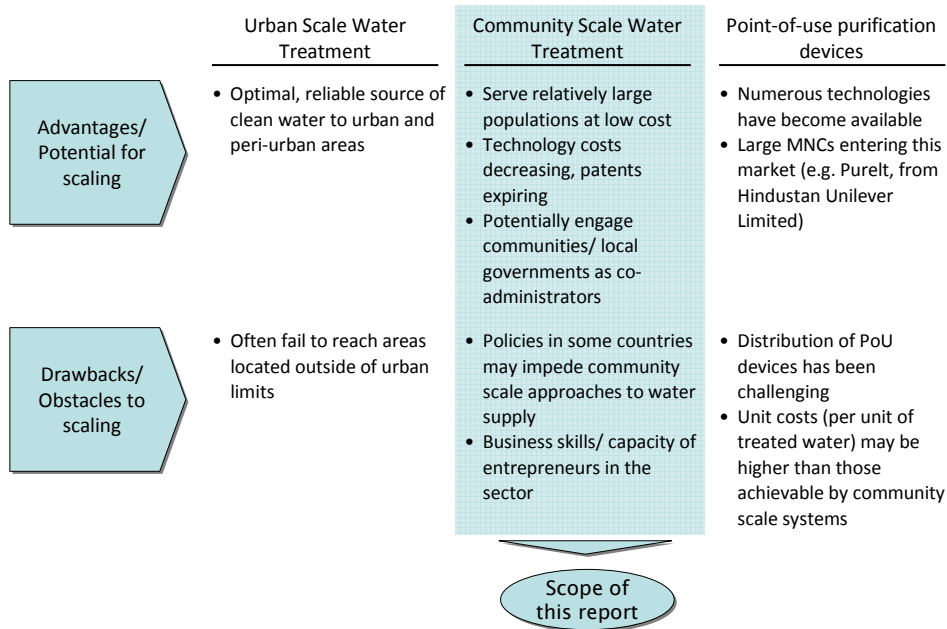 Urban Scale Water
Treatment
Community Scale Water
Treatment
Point-of-use purification
devices
Advantages/
Potential for
scaling
• Optimal, reliable source of
clean water to urban and
peri-urban areas
• Serve relatively large
populations at low cost
• Technology costs
decreasing, patents
expiring
• Potentially engage
communities/ local
governments as co-
administrators
• Numerous technologies
have become available
• Large MNCs entering this
market (e.g. PureIt, from
Hindustan Unilever
Limited)
Drawbacks/
Obstacles to
scaling
• Often fail to reach areas
located outside of urban
limits
• Policies in some countries
may impede community
scale approaches to water
supply
• Business skills/ capacity of
entrepreneurs in the
sector
• Distribution of PoU
devices has been
challenging
• Unit costs (per unit of
treated water) may be
higher than those
achievable by community
scale systems
Scope of
this report